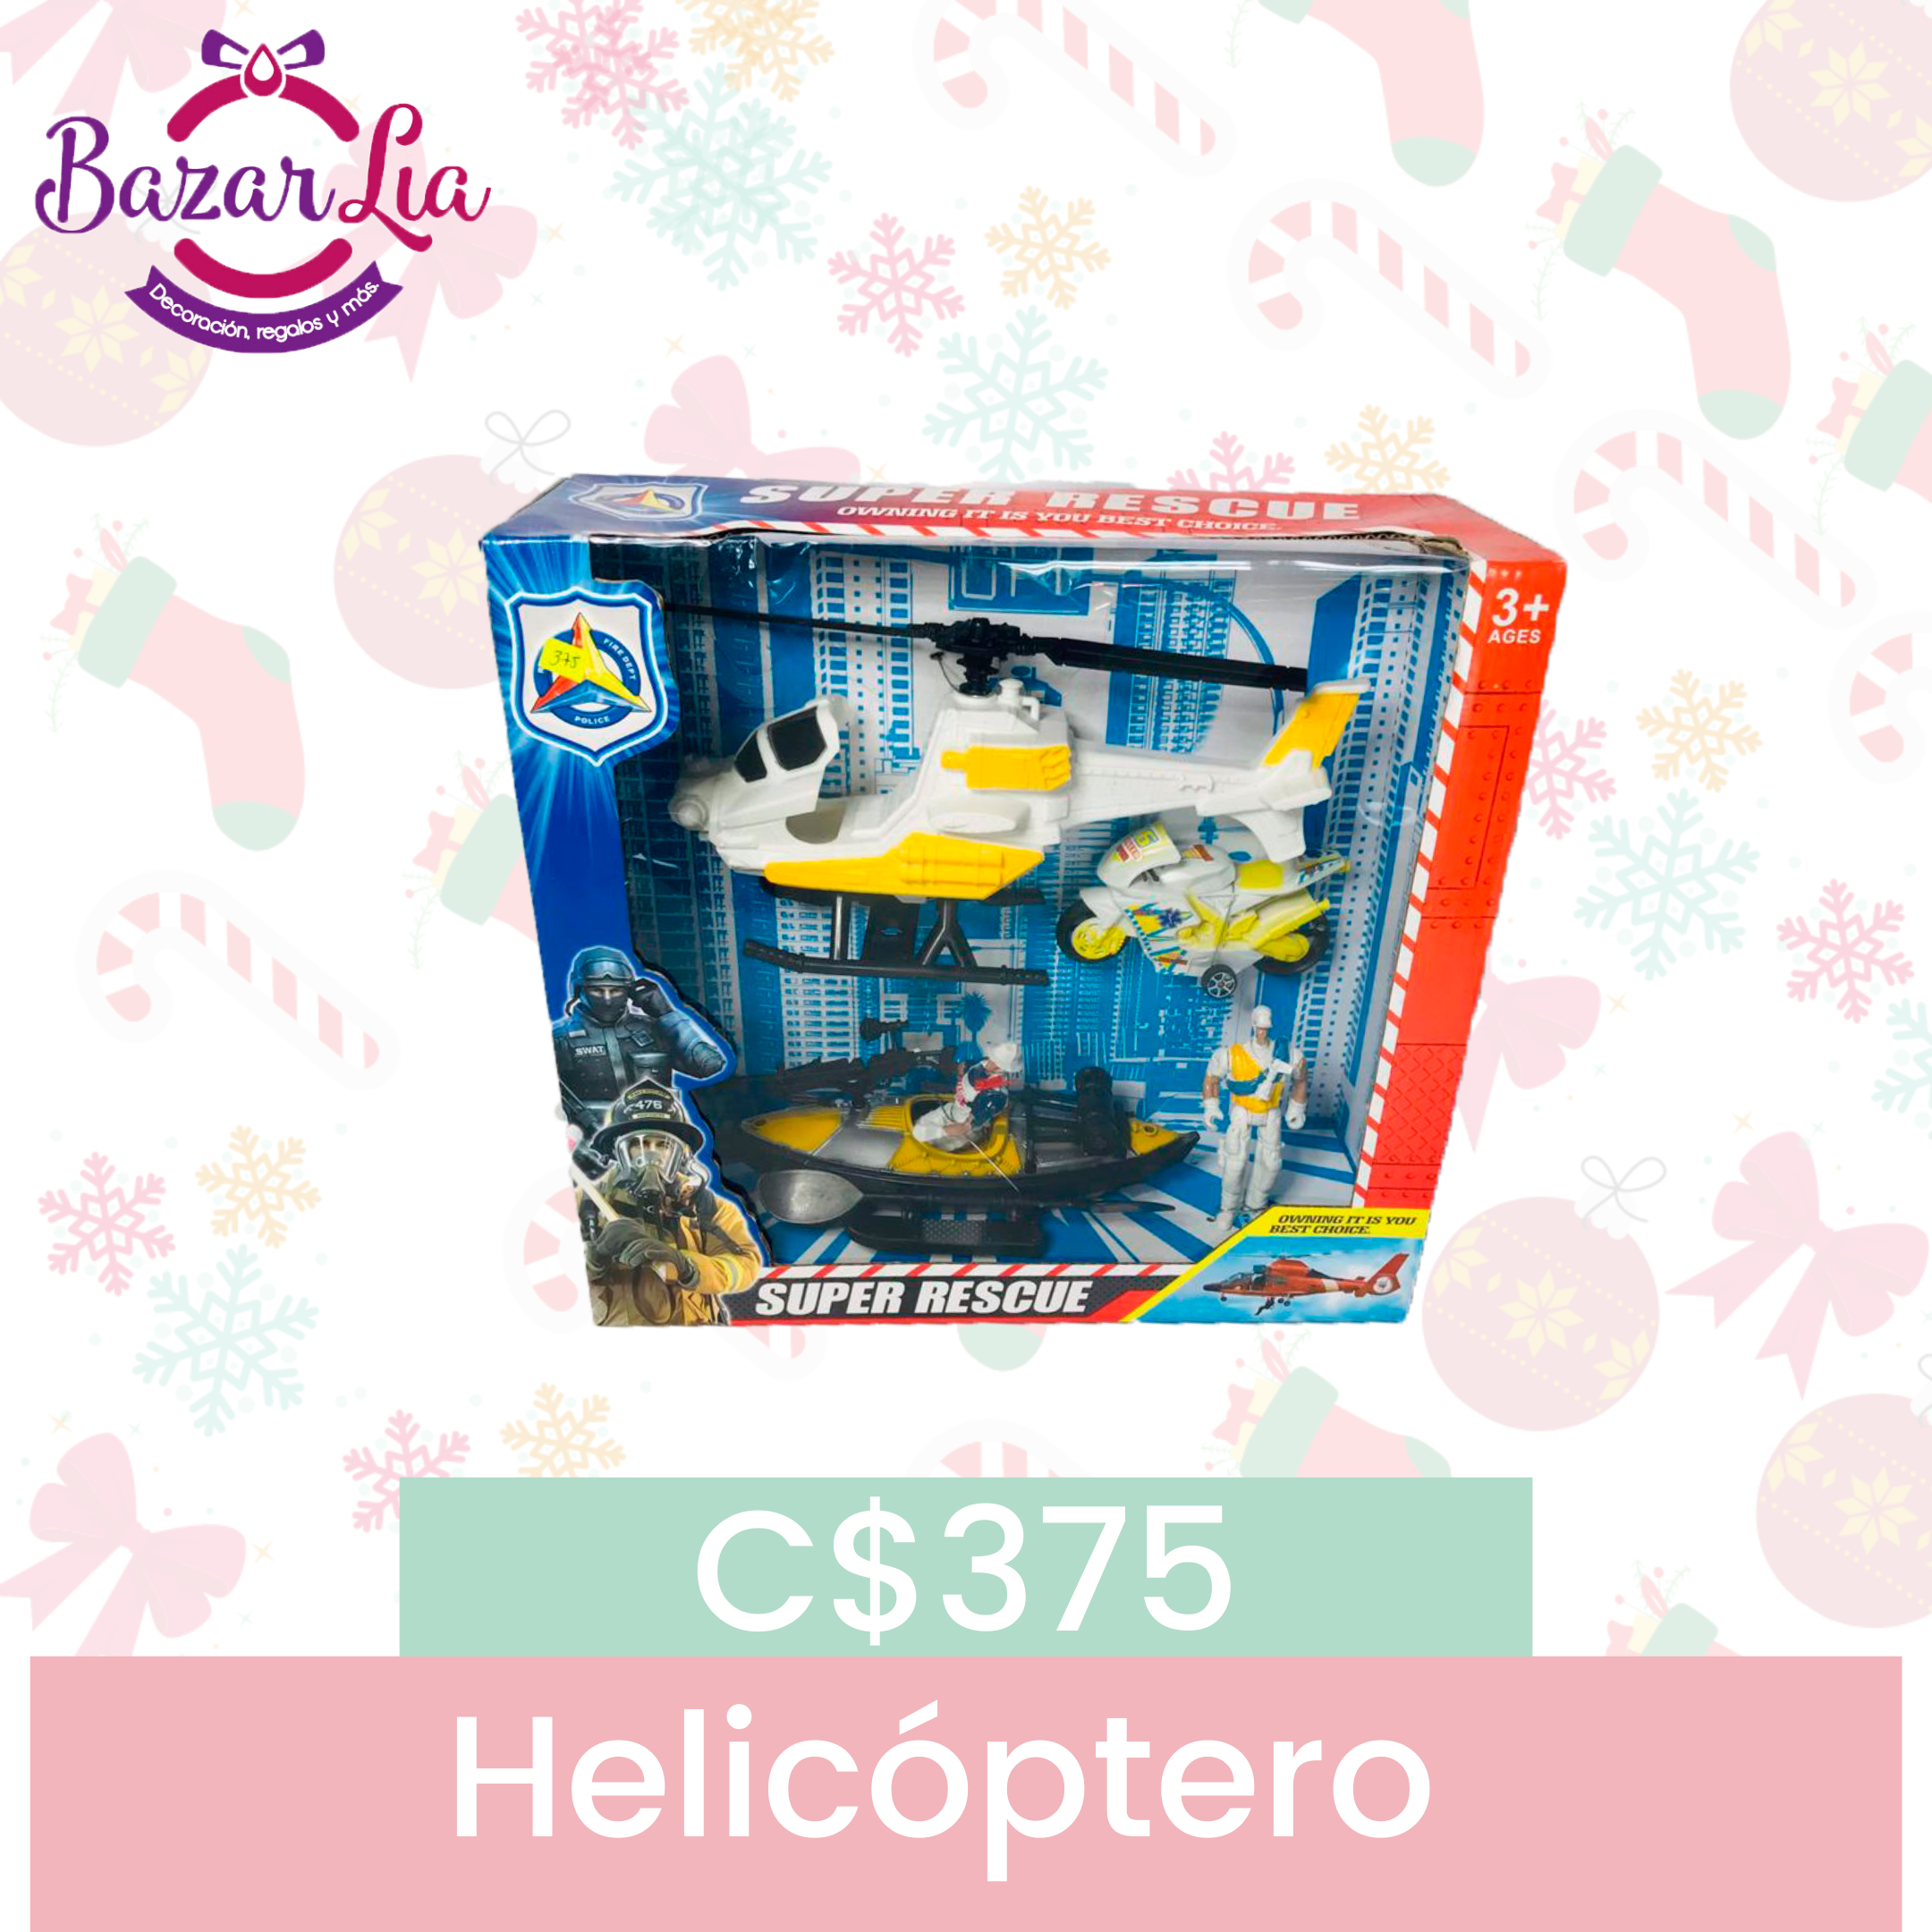 Bazar Lia
Decoración, regalos y más.
SUPER RESCUE
OWNING IT IS YOU BEST CHOICE.
3+
AGES
FIRE DEPT
375
POLICE
SWAT
476
5
OWNING IT IS YOU
BEST CHOICE.
SUPER RESCUE
C$375
Helicóptero